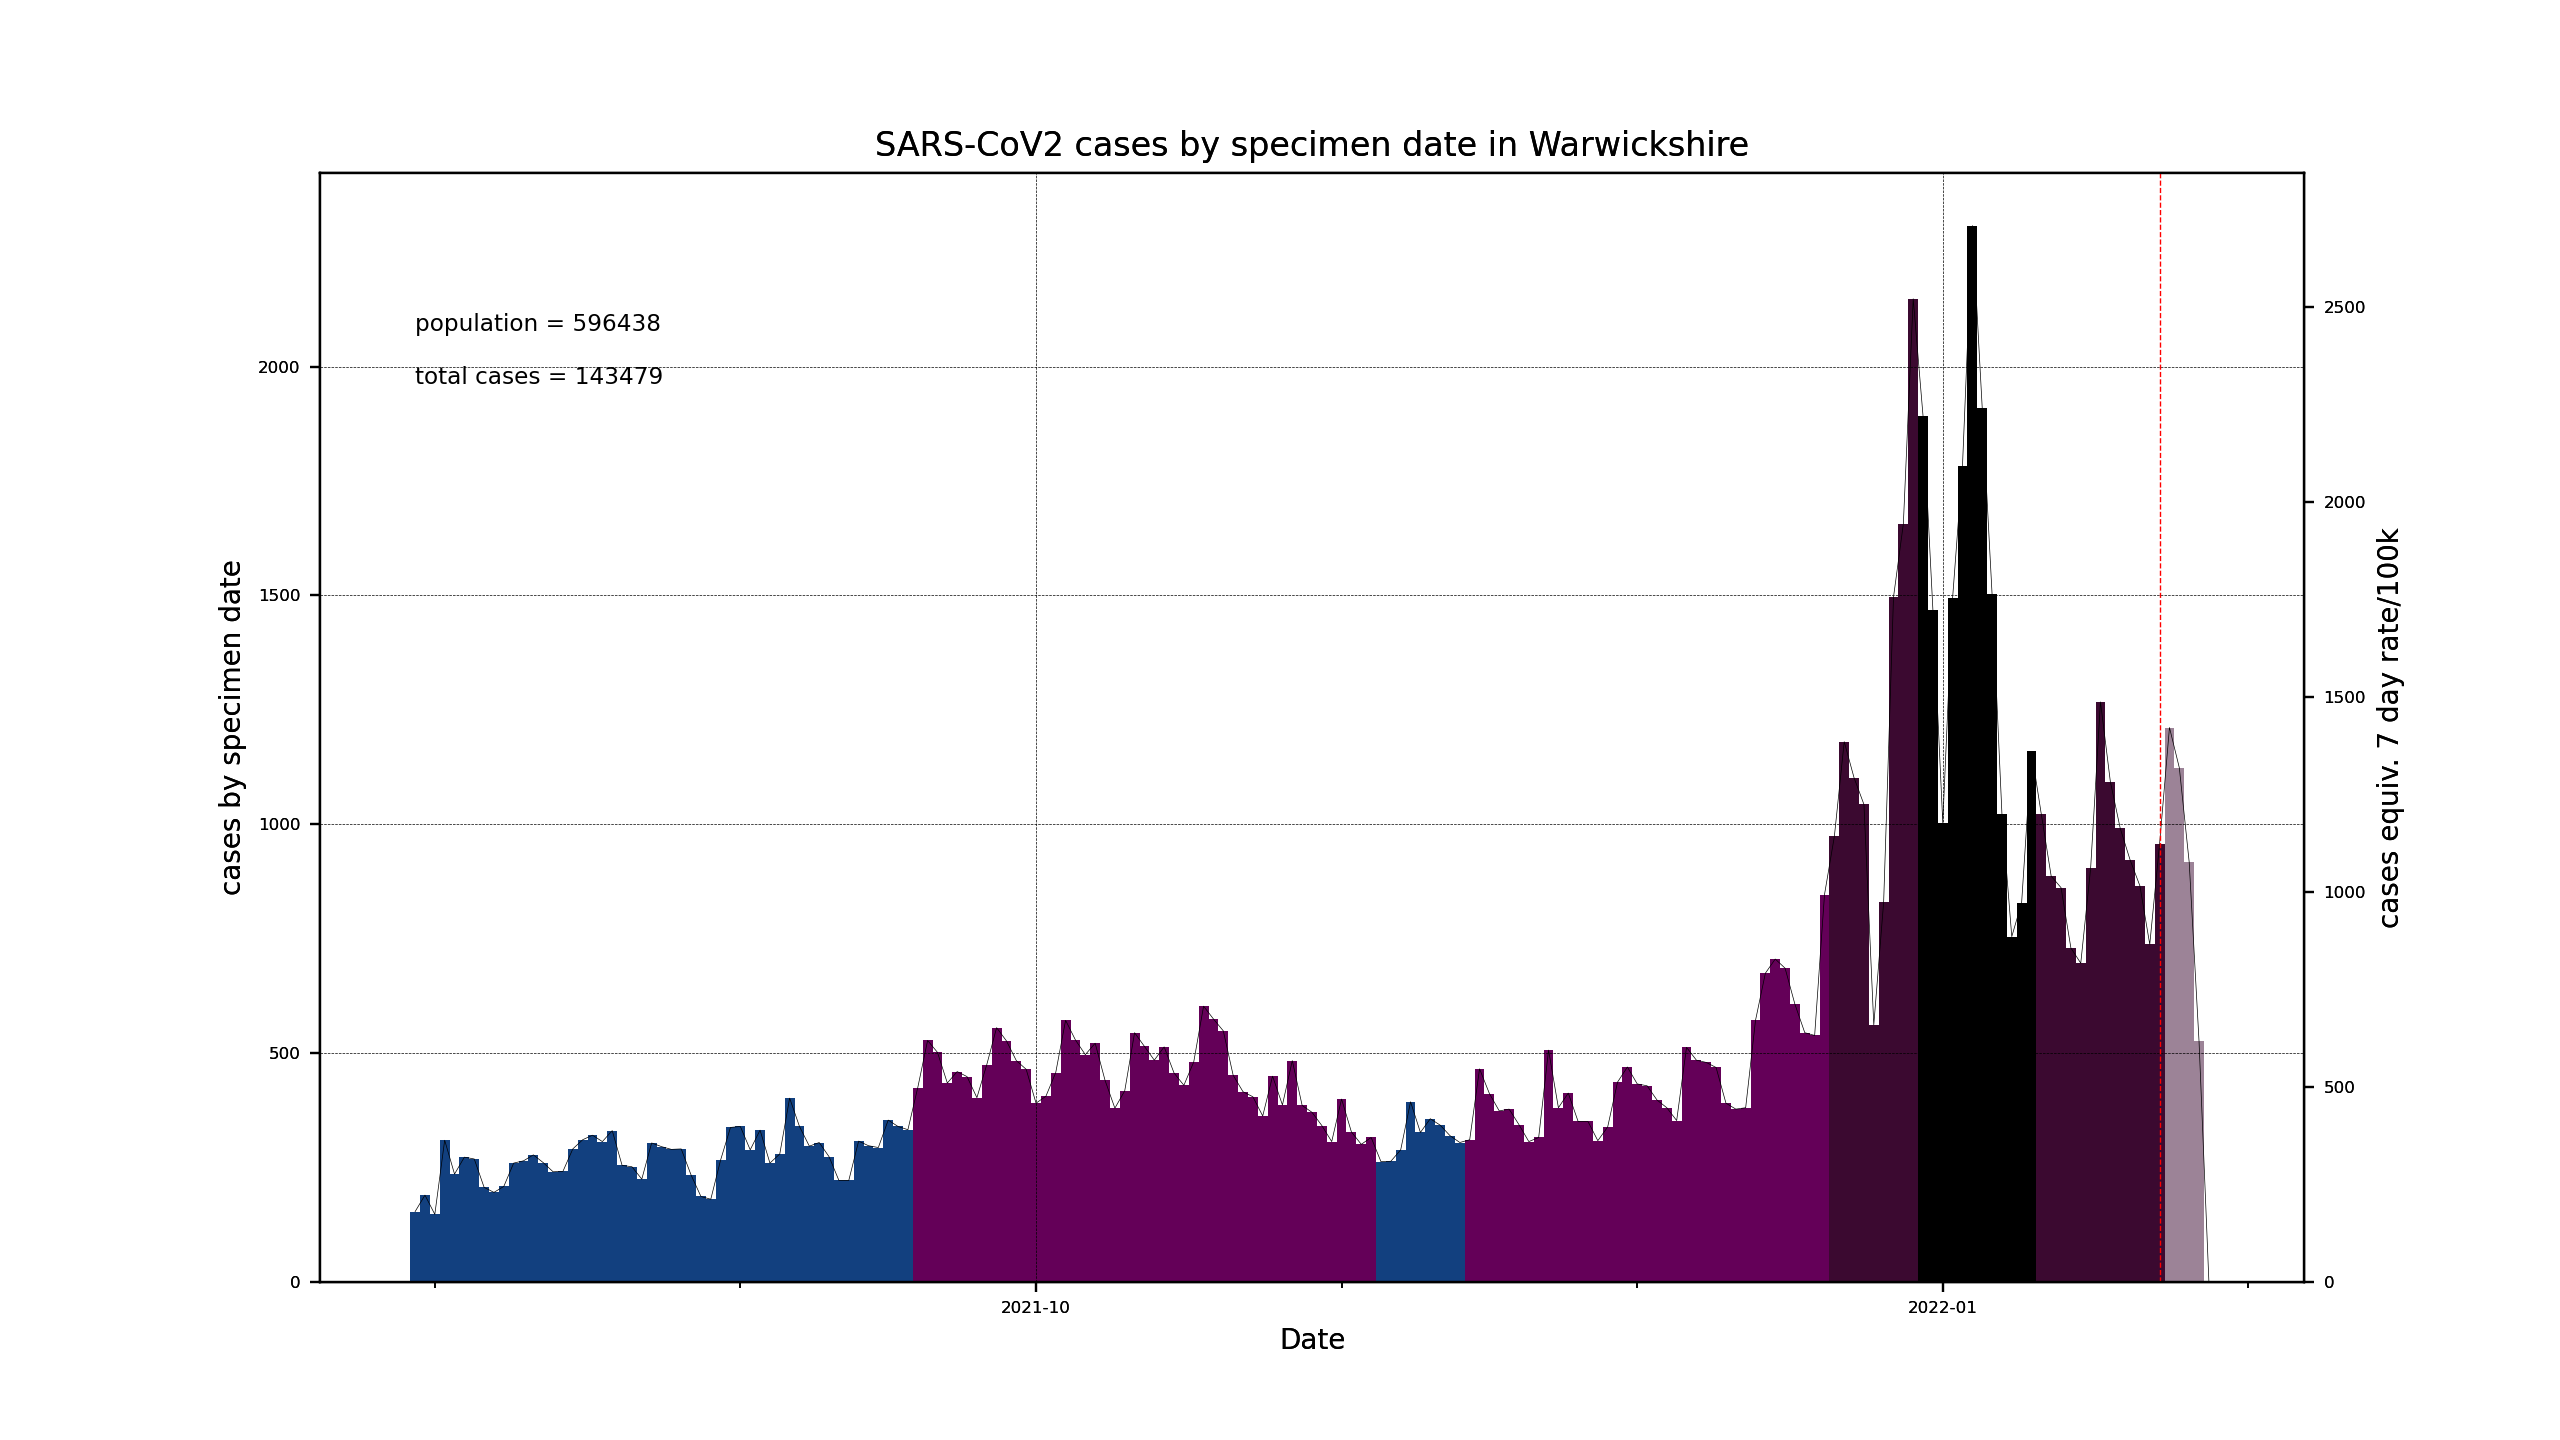 SARS-CoV2 cases by specimen date in Warwickshire
population = 596438
total cases = 143479
cases by specimen date
2000
1500
1000
500
0
2500
2000
1500
1000
500
0
cases equiv. 7 day rate/100k
2021-10
2022-01
Date